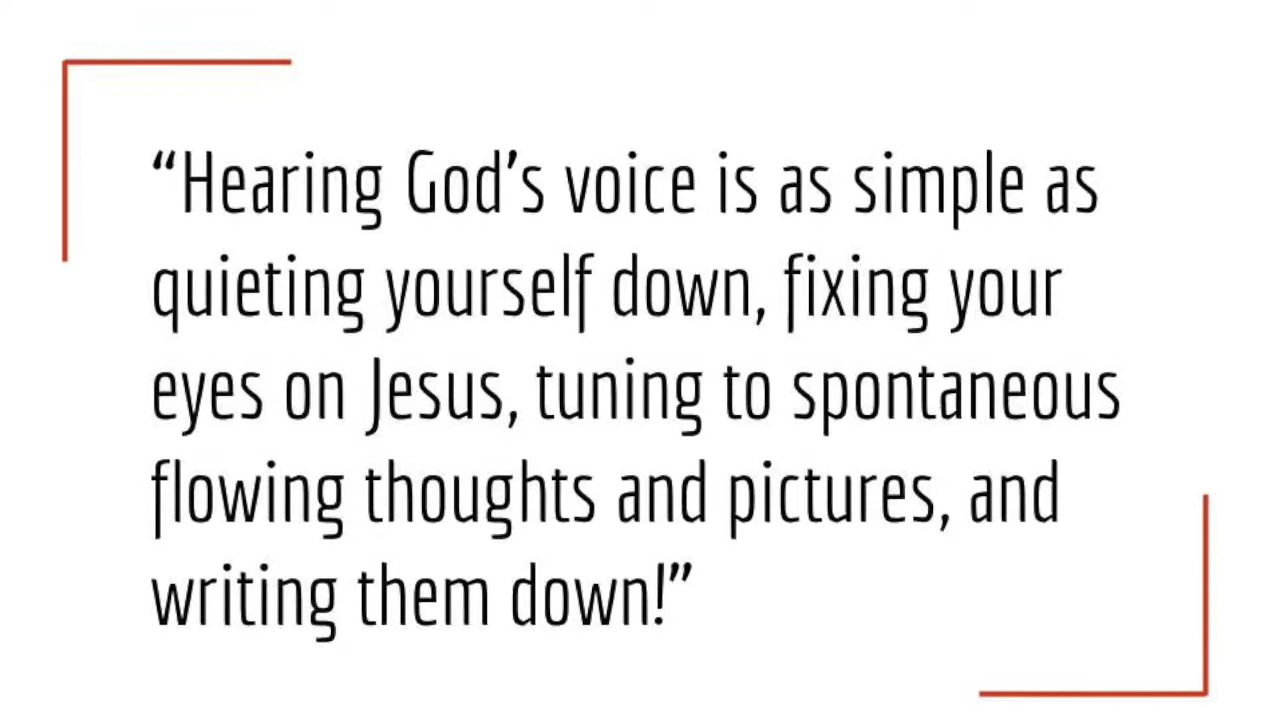 “Hearing God’s voice is as simple as
quieting yourself down, fixing your
eyes on Jesus, tuning to spontaneous
flowing thoughts and pictures, and
writing them down!”